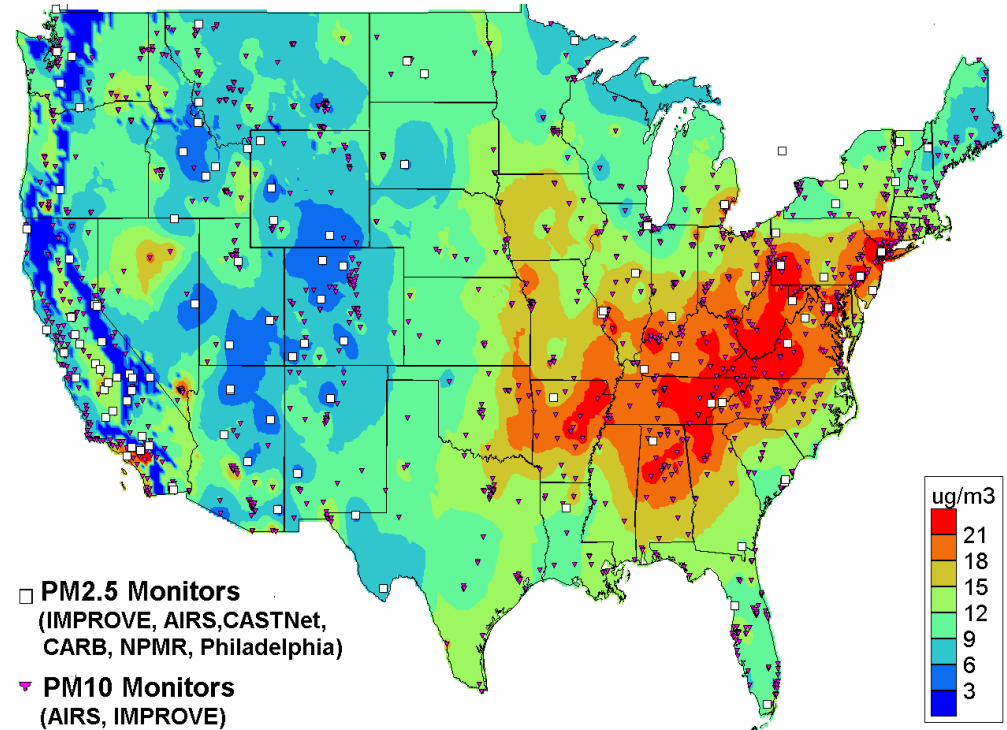 ug/m3
21
18
15
12
9
6
3
PM2.5 Monitors
(IMPROVE, AIRS,CASTNet,
CARB, NPMR, Philadelphia)
PM10 Monitors
(AIRS, IMPROVE)